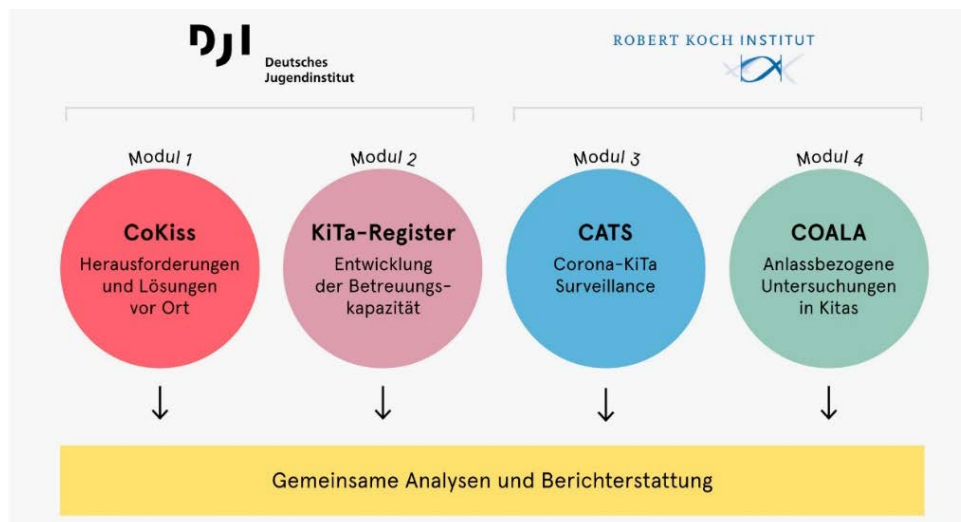 DJI
Deutsches
Jugendinstitut
ROBERT KOCH INSTITUT
Modul 1
CoKiss
Herausforderungen
und Lösungen
vor Ort
Modul 2
KiTa-Register
Entwicklung
der Betreuungs-
kapazität
Modul 3
CATS
Corona-KiTa
Surveillance
Modul 4
COALA
Anlassbezogene
Untersuchungen
in Kitas
Gemeinsame Analysen und Berichterstattung